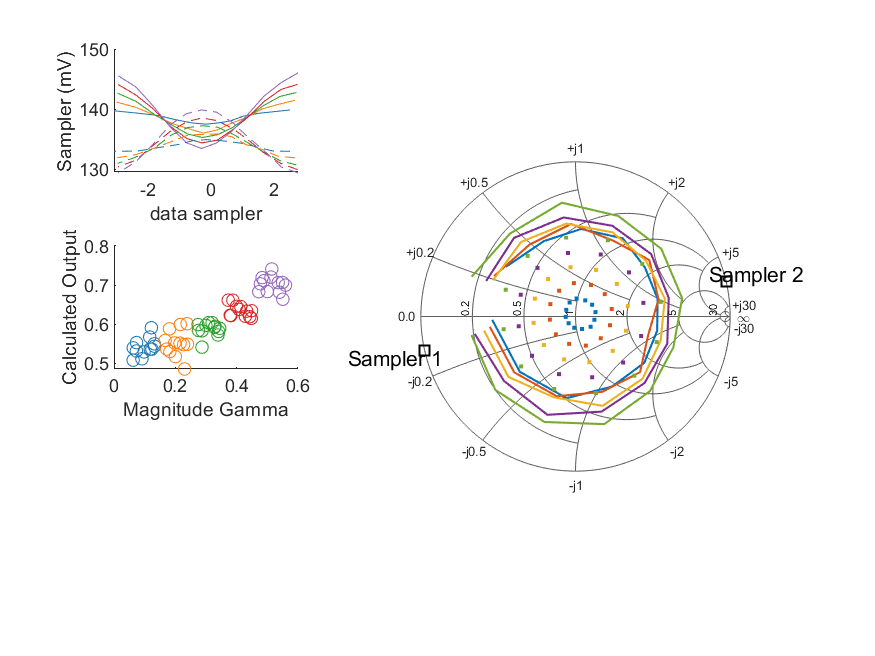 150
140
130
Sampler (mV)
-2 0 2
data sampler
0.8
0.7
0.6
0.5
Calculated Output
0 0.2 0.4 0.6
Magnitude Gamma
+j1
+j0.5 +j2
+j0.2 +j5
Sampler 2
0.0 0.2 0.5 1 2 5 30 +j30
∞
-j30
Sampler 1
-j0.2 -j5
-j0.5 -j2
-j1